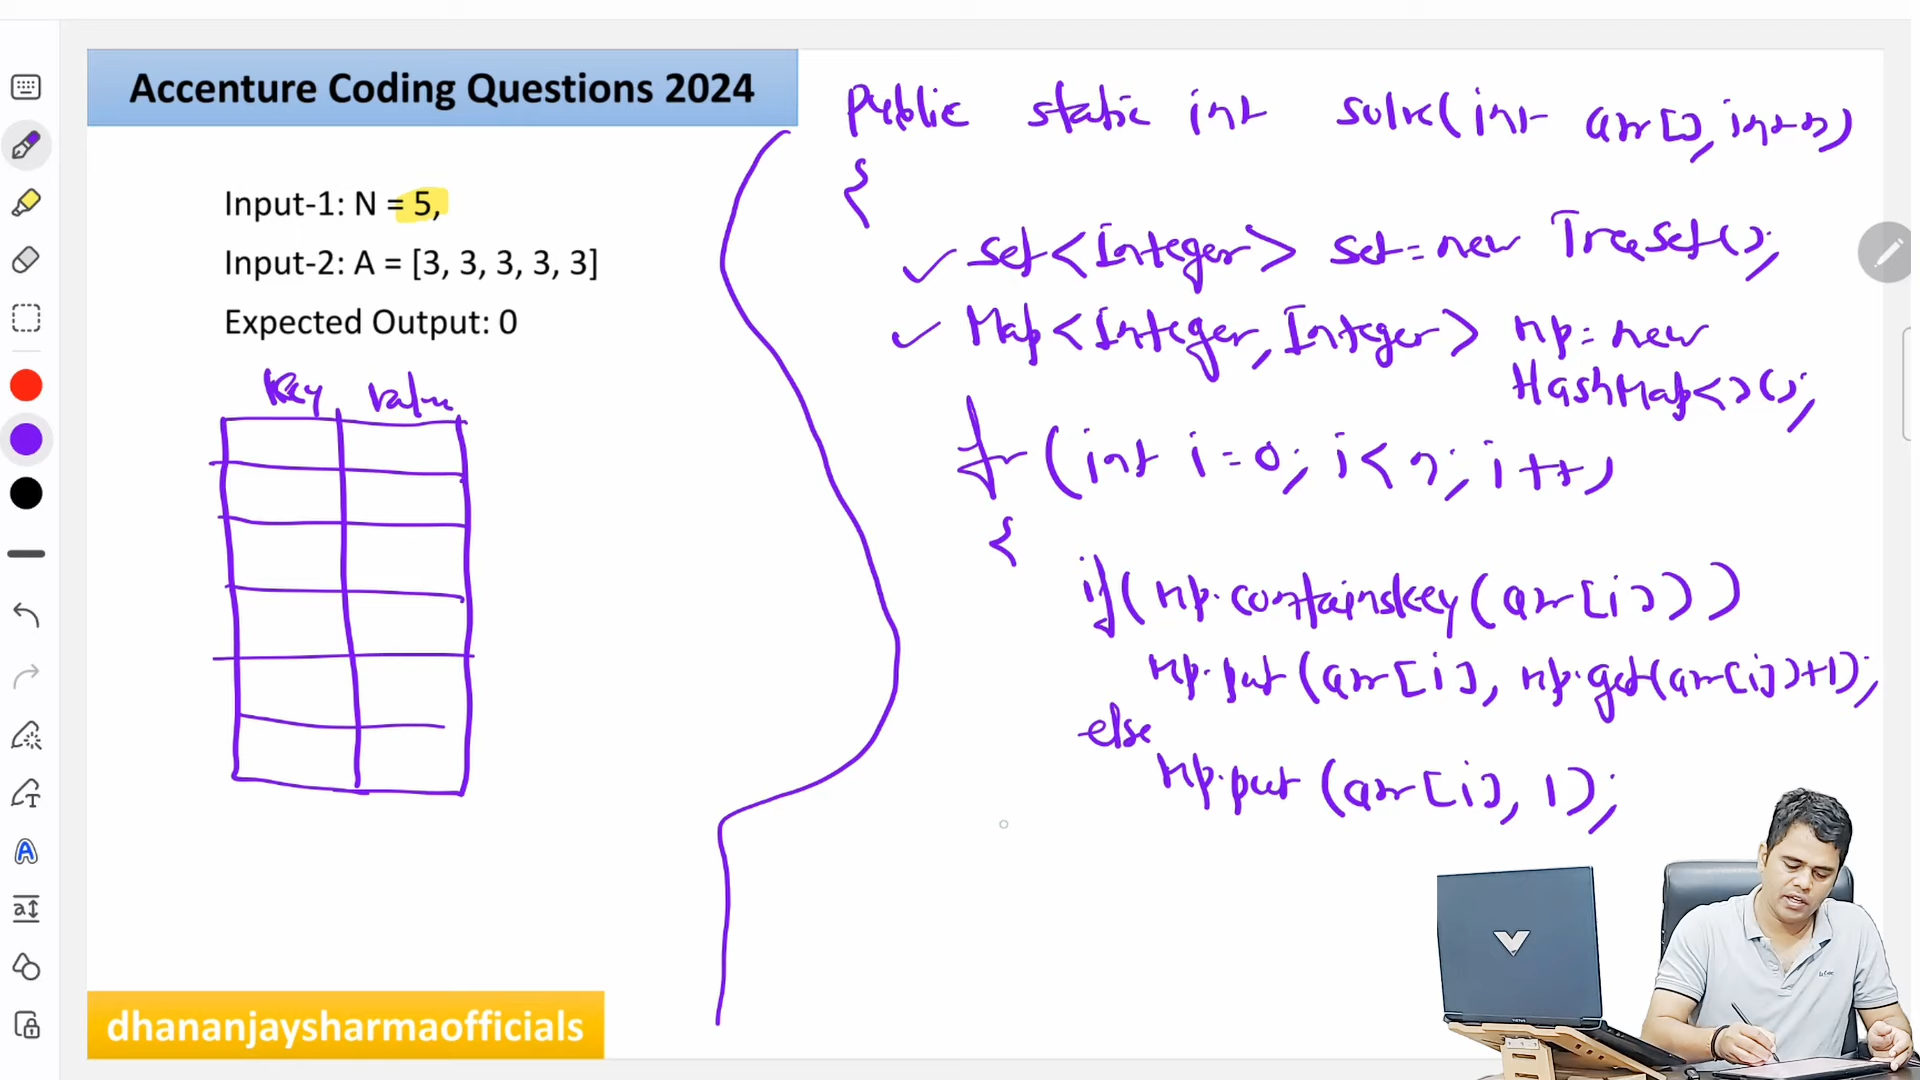 Accenture Coding Questions 2024
Input-1: N = 5,
Input-2: A = [3, 3, 3, 3, 3]
Expected Output: 0
key value
public static int solve(int arr[], int n)
{
set<Integer> set = new TreeSet();
Map<Integer, Integer> mp = new
HashMap<>();
for (int i = 0; i < n; i++)
{
if (mp.containskey(arr[i]))
mp.put (arr[i], mp.get(arr[i])+1);
else
mp.put (arr[i], 1);
dhananjaysharmaofficials